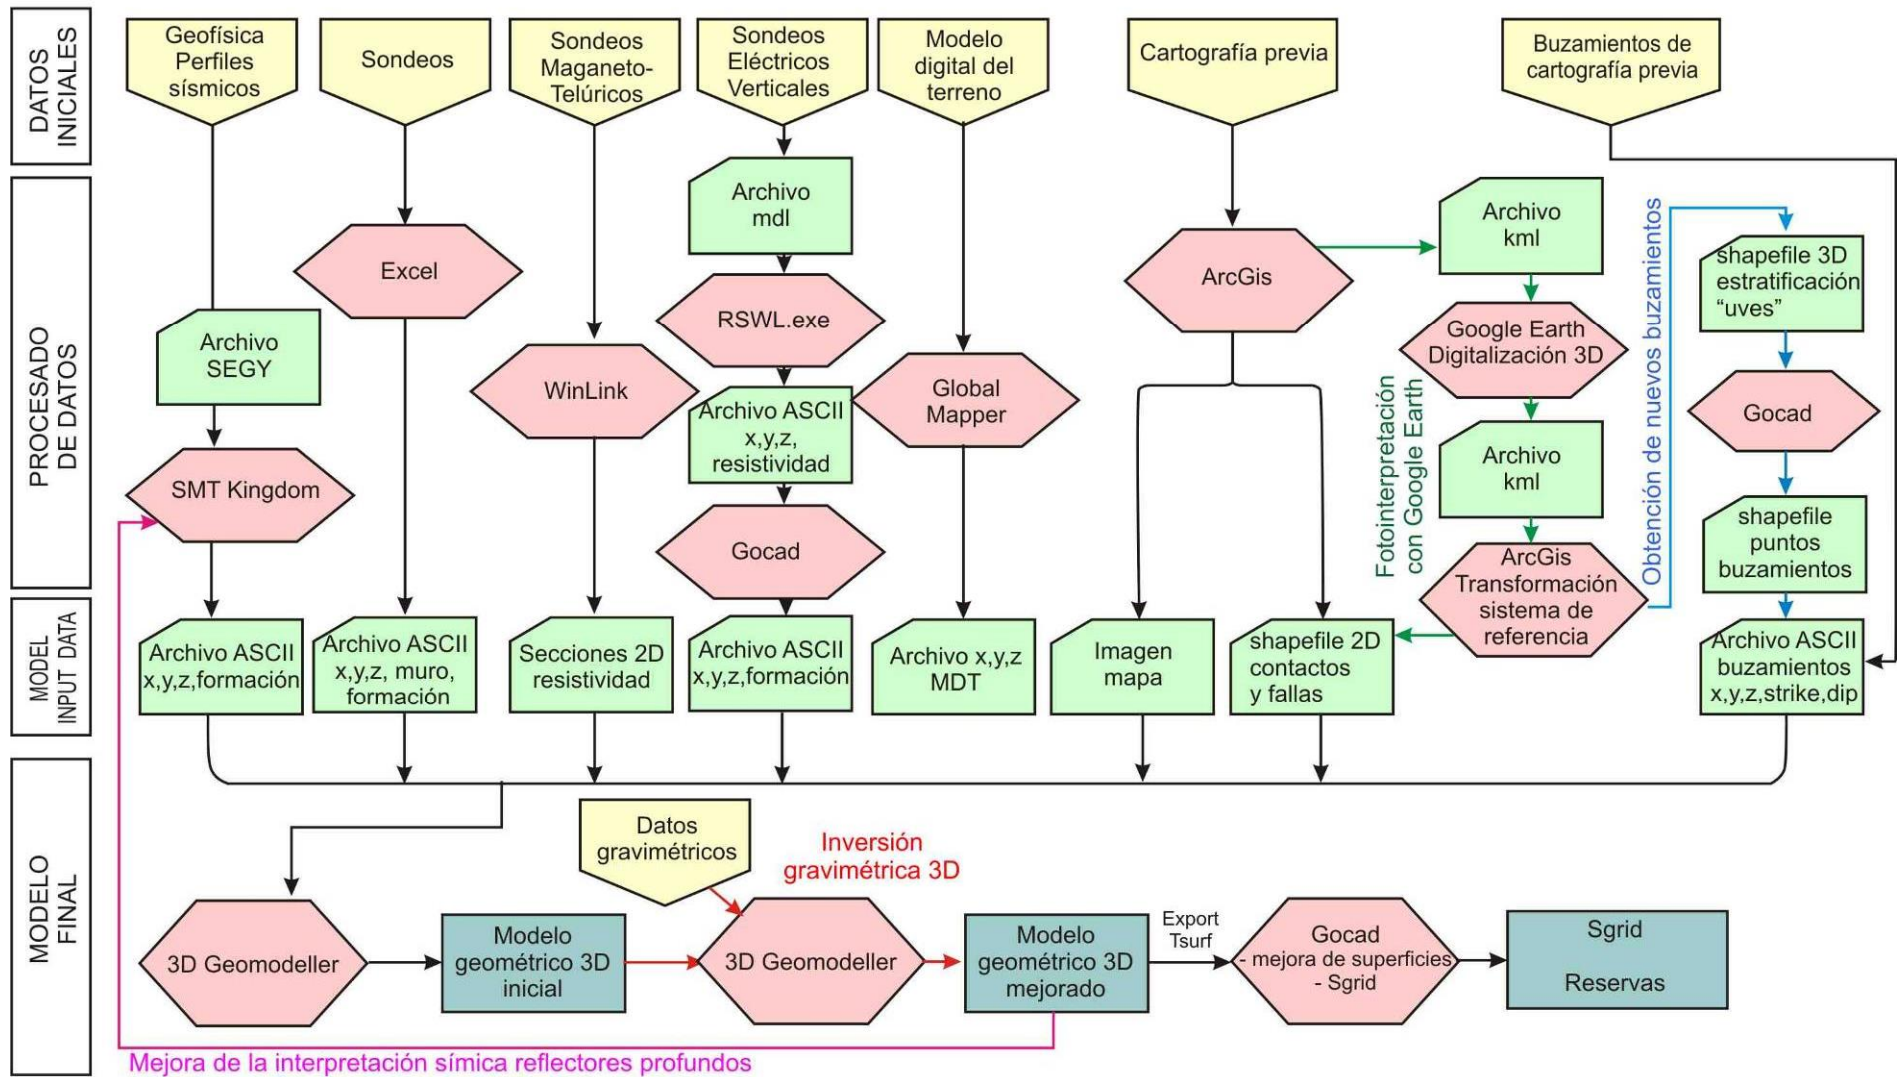 DATOS
INICIALES
Geofísica
Perfiles
sísmicos
Sondeos
Sondeos
Maganeto-
Telúricos
Sondeos
Eléctricos
Verticales
Modelo
digital del
terreno
Cartografía previa
Buzamientos de
cartografía previa
PROCESADO
DE DATOS
Archivo
SEGY
SMT Kingdom
Excel
WinLink
Archivo
mdl
RSWL.exe
Archivo ASCII
x,y,z,
resistividad
Gocad
Global
Mapper
ArcGis
Fotointerpretación
con Google Earth
Archivo
kml
Google Earth
Digitalización 3D
Archivo
kml
ArcGis
Transformación
sistema de
referencia
Obtención de nuevos buzamientos
shapefile 3D
estratificación
“uves”
Gocad
shapefile
puntos
buzamientos
MODEL
INPUT DATA
Archivo ASCII
x,y,z,formación
Archivo ASCII
x,y,z, muro,
formación
Secciones 2D
resistividad
Archivo ASCII
x,y,z,formación
Archivo x,y,z
MDT
Imagen
mapa
shapefile 2D
contactos
y fallas
Archivo ASCII
buzamientos
x,y,z,strike,dip
MODELO
FINAL
3D Geomodeller
Modelo
geométrico 3D
inicial
Datos
gravimétricos
Inversión
gravimétrica 3D
3D Geomodeller
Modelo
geométrico 3D
mejorado
Export
Tsurf
Gocad
- mejora de superficies
- Sgrid
Sgrid
Reservas
Mejora de la interpretación símica reflectores profundos